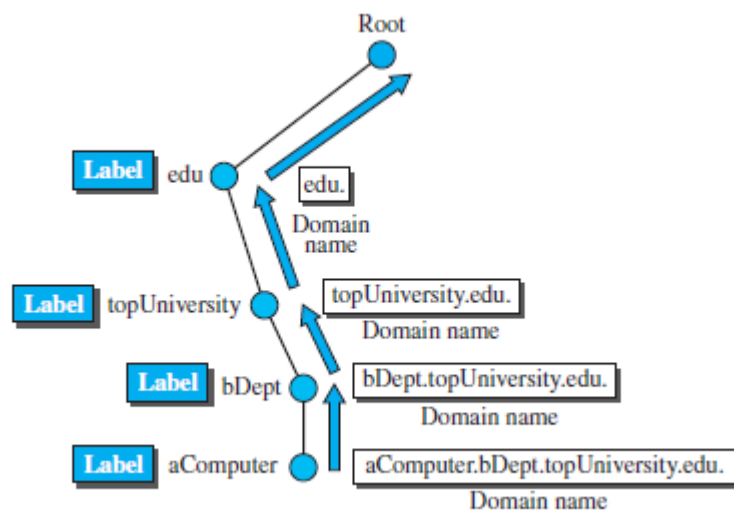 Root
Label edu
edu.
Domain
name
Label topUniversity
topUniversity.edu.
Domain name
Label bDept
bDept.topUniversity.edu.
Domain name
Label aComputer
aComputer.bDept.topUniversity.edu.
Domain name